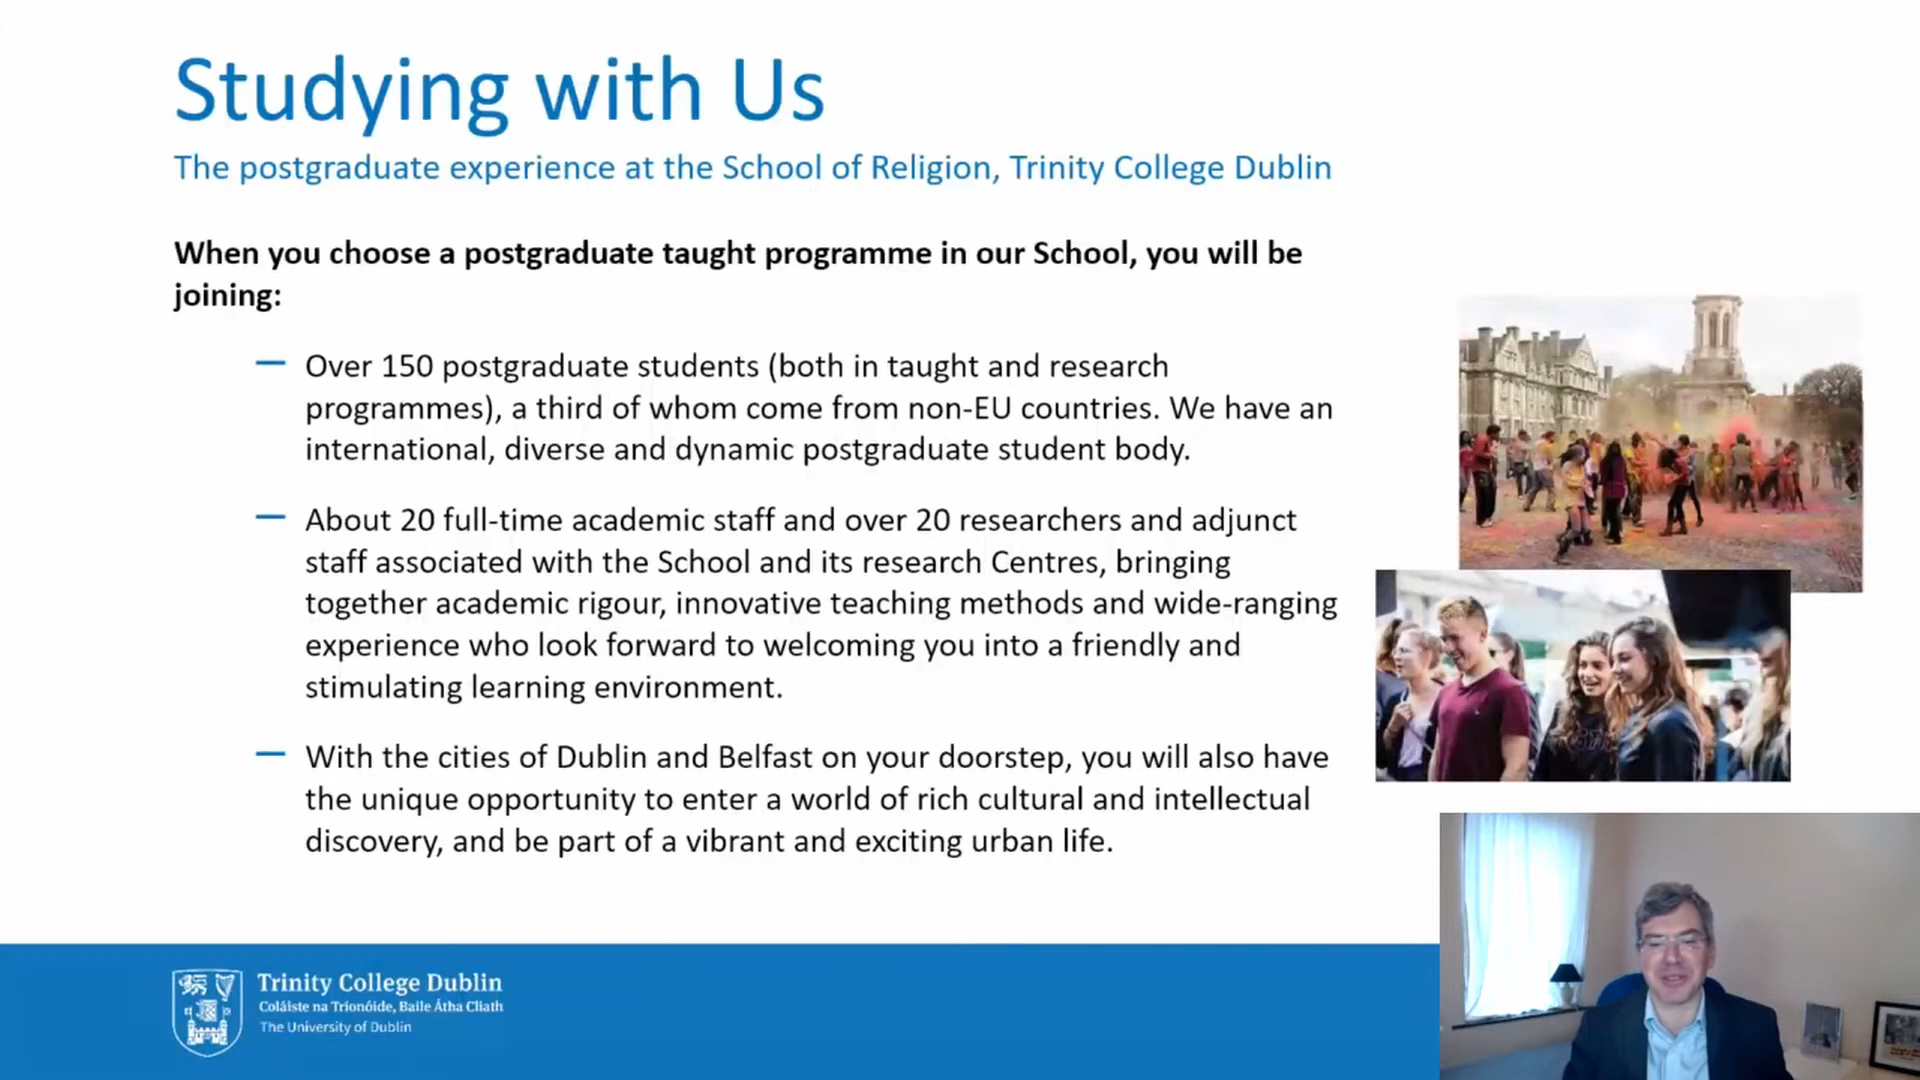 Studying with Us
The postgraduate experience at the School of Religion, Trinity College Dublin
When you choose a postgraduate taught programme in our School, you will be
joining:
— Over 150 postgraduate students (both in taught and research
programmes), a third of whom come from non-EU countries. We have an
international, diverse and dynamic postgraduate student body.
— About 20 full-time academic staff and over 20 researchers and adjunct
staff associated with the School and its research Centres, bringing
together academic rigour, innovative teaching methods and wide-ranging
experience who look forward to welcoming you into a friendly and
stimulating learning environment.
— With the cities of Dublin and Belfast on your doorstep, you will also have
the unique opportunity to enter a world of rich cultural and intellectual
discovery, and be part of a vibrant and exciting urban life.
Trinity College Dublin
Coláiste na Tríonóide, Baile Átha Cliath
The University of Dublin